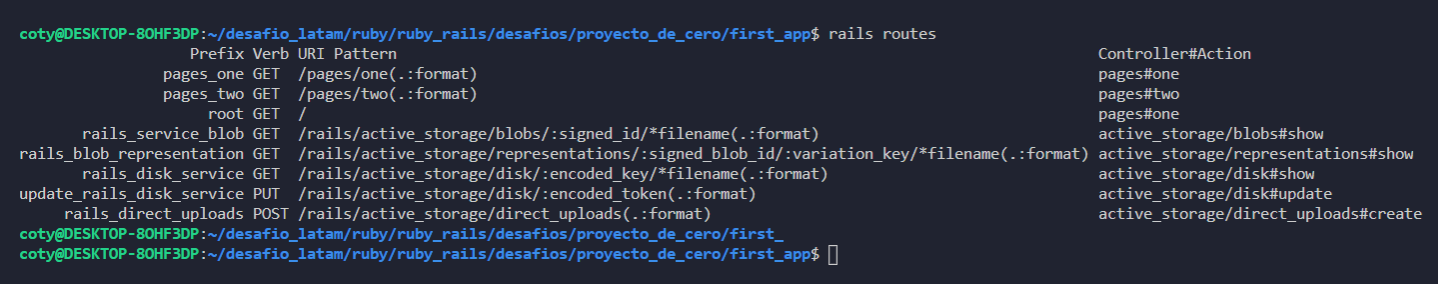 coty@DESKTOP-8OHF3DP:~/desafio_latam/ruby/ruby_rails/desafios/proyecto_de_cero/first_app$ rails routes
Prefix Verb URI Pattern Controller#Action
pages_one GET /pages/one(.:format) pages#one
pages_two GET /pages/two(.:format) pages#two
root GET / pages#one
rails_service_blob GET /rails/active_storage/blobs/:signed_id/*filename(.:format) active_storage/blobs#show
rails_blob_representation GET /rails/active_storage/representations/:signed_blob_id/:variation_key/*filename(.:format) active_storage/representations#show
rails_disk_service GET /rails/active_storage/disk/:encoded_key/*filename(.:format) active_storage/disk#show
update_rails_disk_service PUT /rails/active_storage/disk/:encoded_token(.:format) active_storage/disk#update
rails_direct_uploads POST /rails/active_storage/direct_uploads(.:format) active_storage/direct_uploads#create
coty@DESKTOP-8OHF3DP:~/desafio_latam/ruby/ruby_rails/desafios/proyecto_de_cero/first_
coty@DESKTOP-8OHF3DP:~/desafio_latam/ruby/ruby_rails/desafios/proyecto_de_cero/first_app$